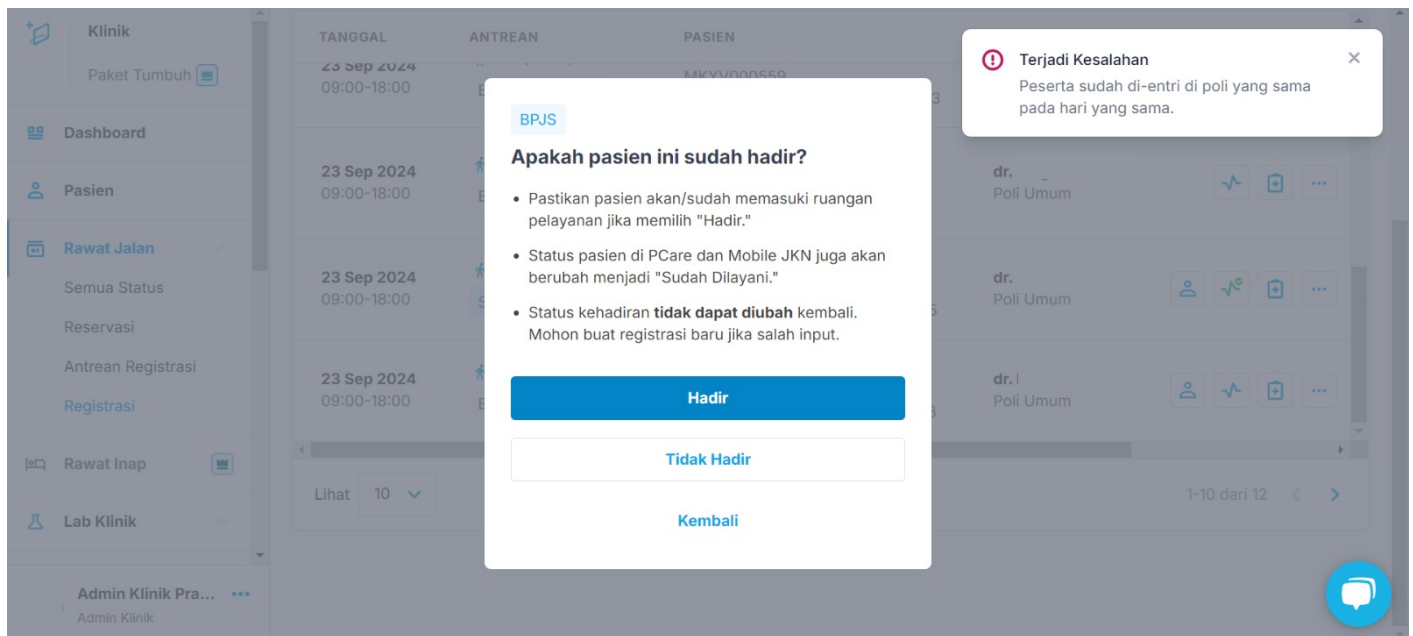 Klinik
Paket Tumbuh
Dashboard
Pasien
Rawat Jalan
Semua Status
Reservasi
Antrean Registrasi
Registrasi
Rawat Inap
Lab Klinik
Admin Klinik Pra...
Admin Klinik
TANGGAL ANTREAN PASIEN
23 Sep 2024
09:00-18:00
MKYV000559
3
23 Sep 2024
09:00-18:00
dr.
Poli Umum
23 Sep 2024
09:00-18:00
dr.
Poli Umum
23 Sep 2024
09:00-18:00
dr.
Poli Umum
Lihat 10
1-10 dari 12
BPJS
Apakah pasien ini sudah hadir?
• Pastikan pasien akan/sudah memasuki ruangan
pelayanan jika memilih "Hadir."
• Status pasien di PCare dan Mobile JKN juga akan
berubah menjadi "Sudah Dilayani."
• Status kehadiran tidak dapat diubah kembali.
Mohon buat registrasi baru jika salah input.
Hadir
Tidak Hadir
Kembali
Terjadi Kesalahan
Peserta sudah di-entri di poli yang sama
pada hari yang sama.